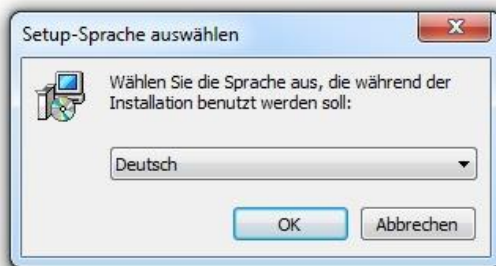 Setup-Sprache auswählen
Wählen Sie die Sprache aus, die während der
Installation benutzt werden soll:
Deutsch
OK
Abbrechen